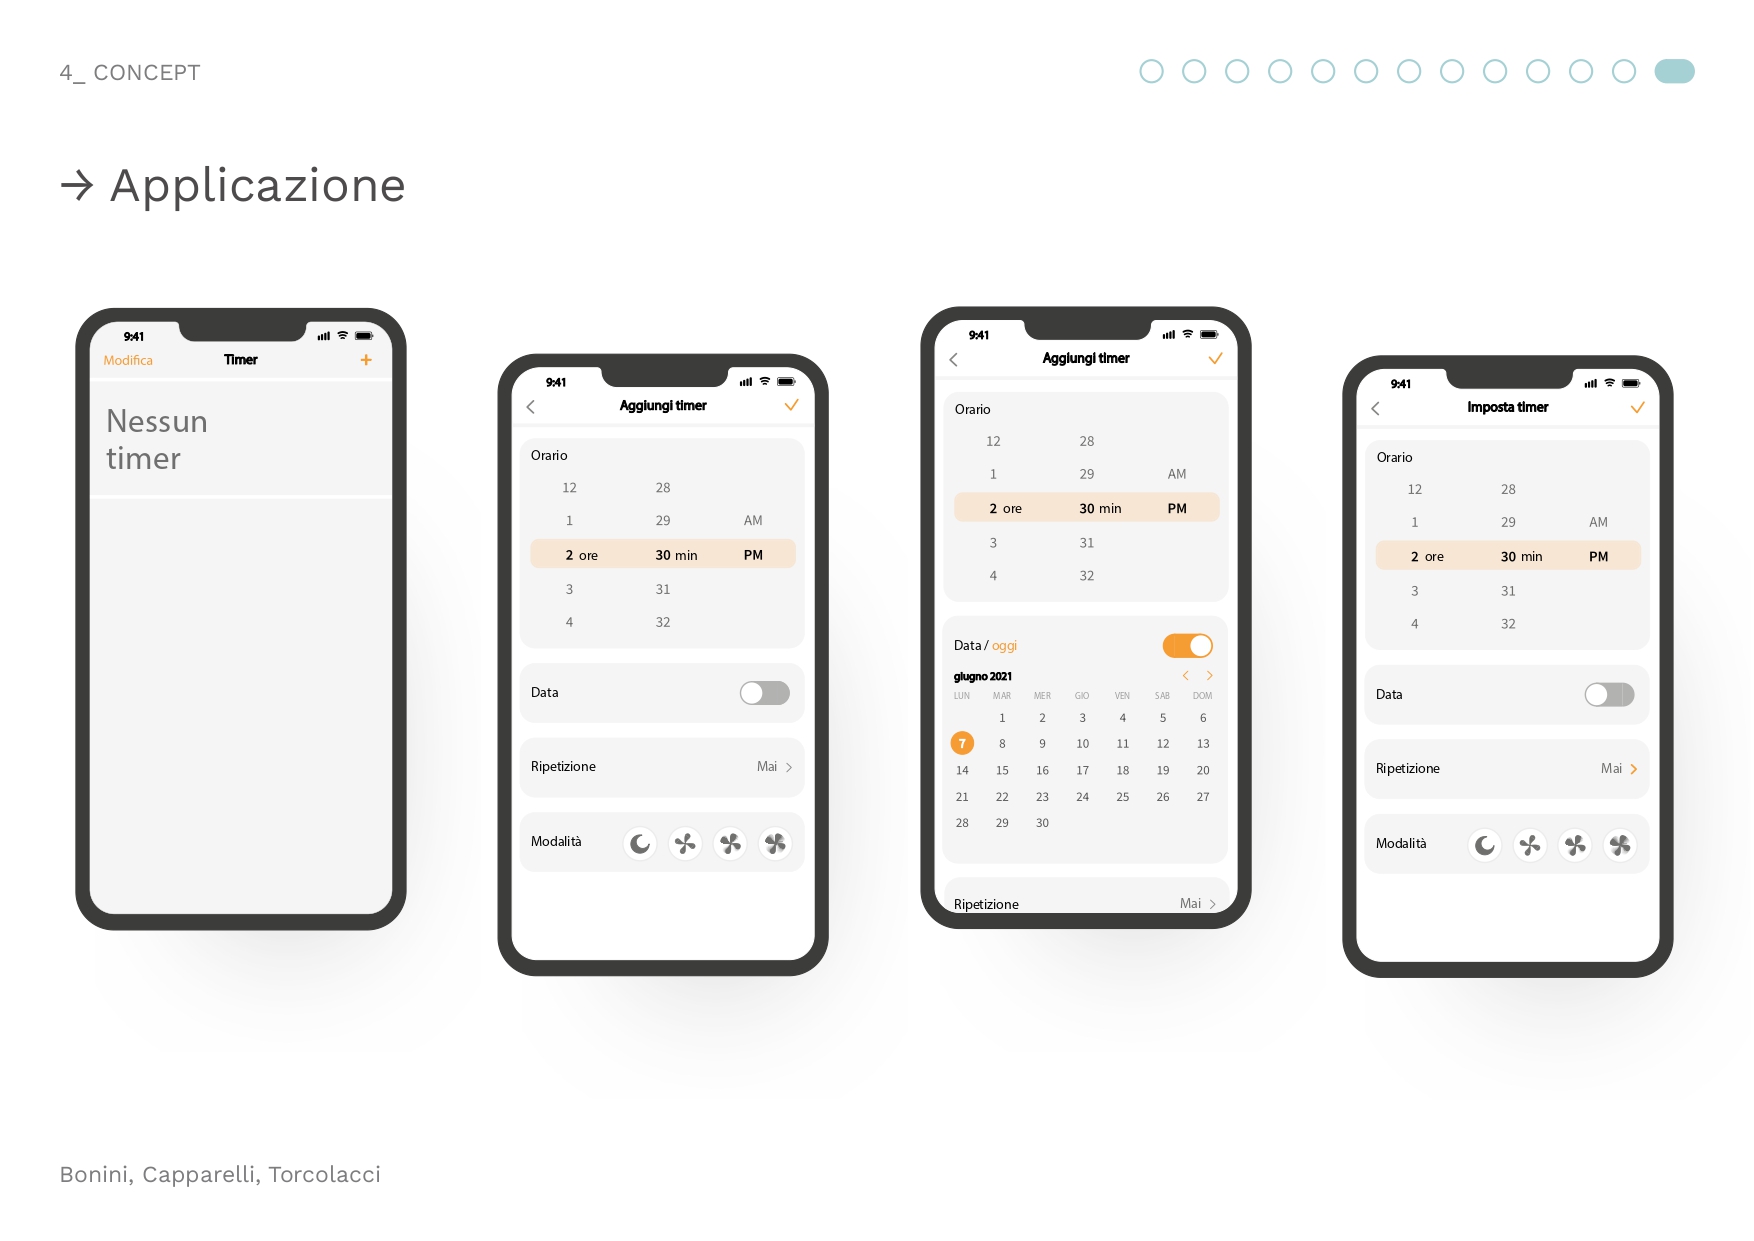 4_ CONCEPT
→ Applicazione
9:41
Modifica Timer +
Nessun
timer
9:41
Aggiungi timer
Orario
12 28
1 29 AM
2 ore 30 min PM
3 31
4 32
Data
Ripetizione Mai >
Modalità
9:41
Aggiungi timer
Orario
12 28
1 29 AM
2 ore 30 min PM
3 31
4 32
Data / oggi
giugno 2021 < >
LUN MAR MER GIO VEN SAB DOM
1 2 3 4 5 6
7 8 9 10 11 12 13
14 15 16 17 18 19 20
21 22 23 24 25 26 27
28 29 30
Ripetizione Mai >
9:41
Imposta timer
Orario
12 28
1 29 AM
2 ore 30 min PM
3 31
4 32
Data
Ripetizione Mai >
Modalità
Bonini, Capparelli, Torcolacci